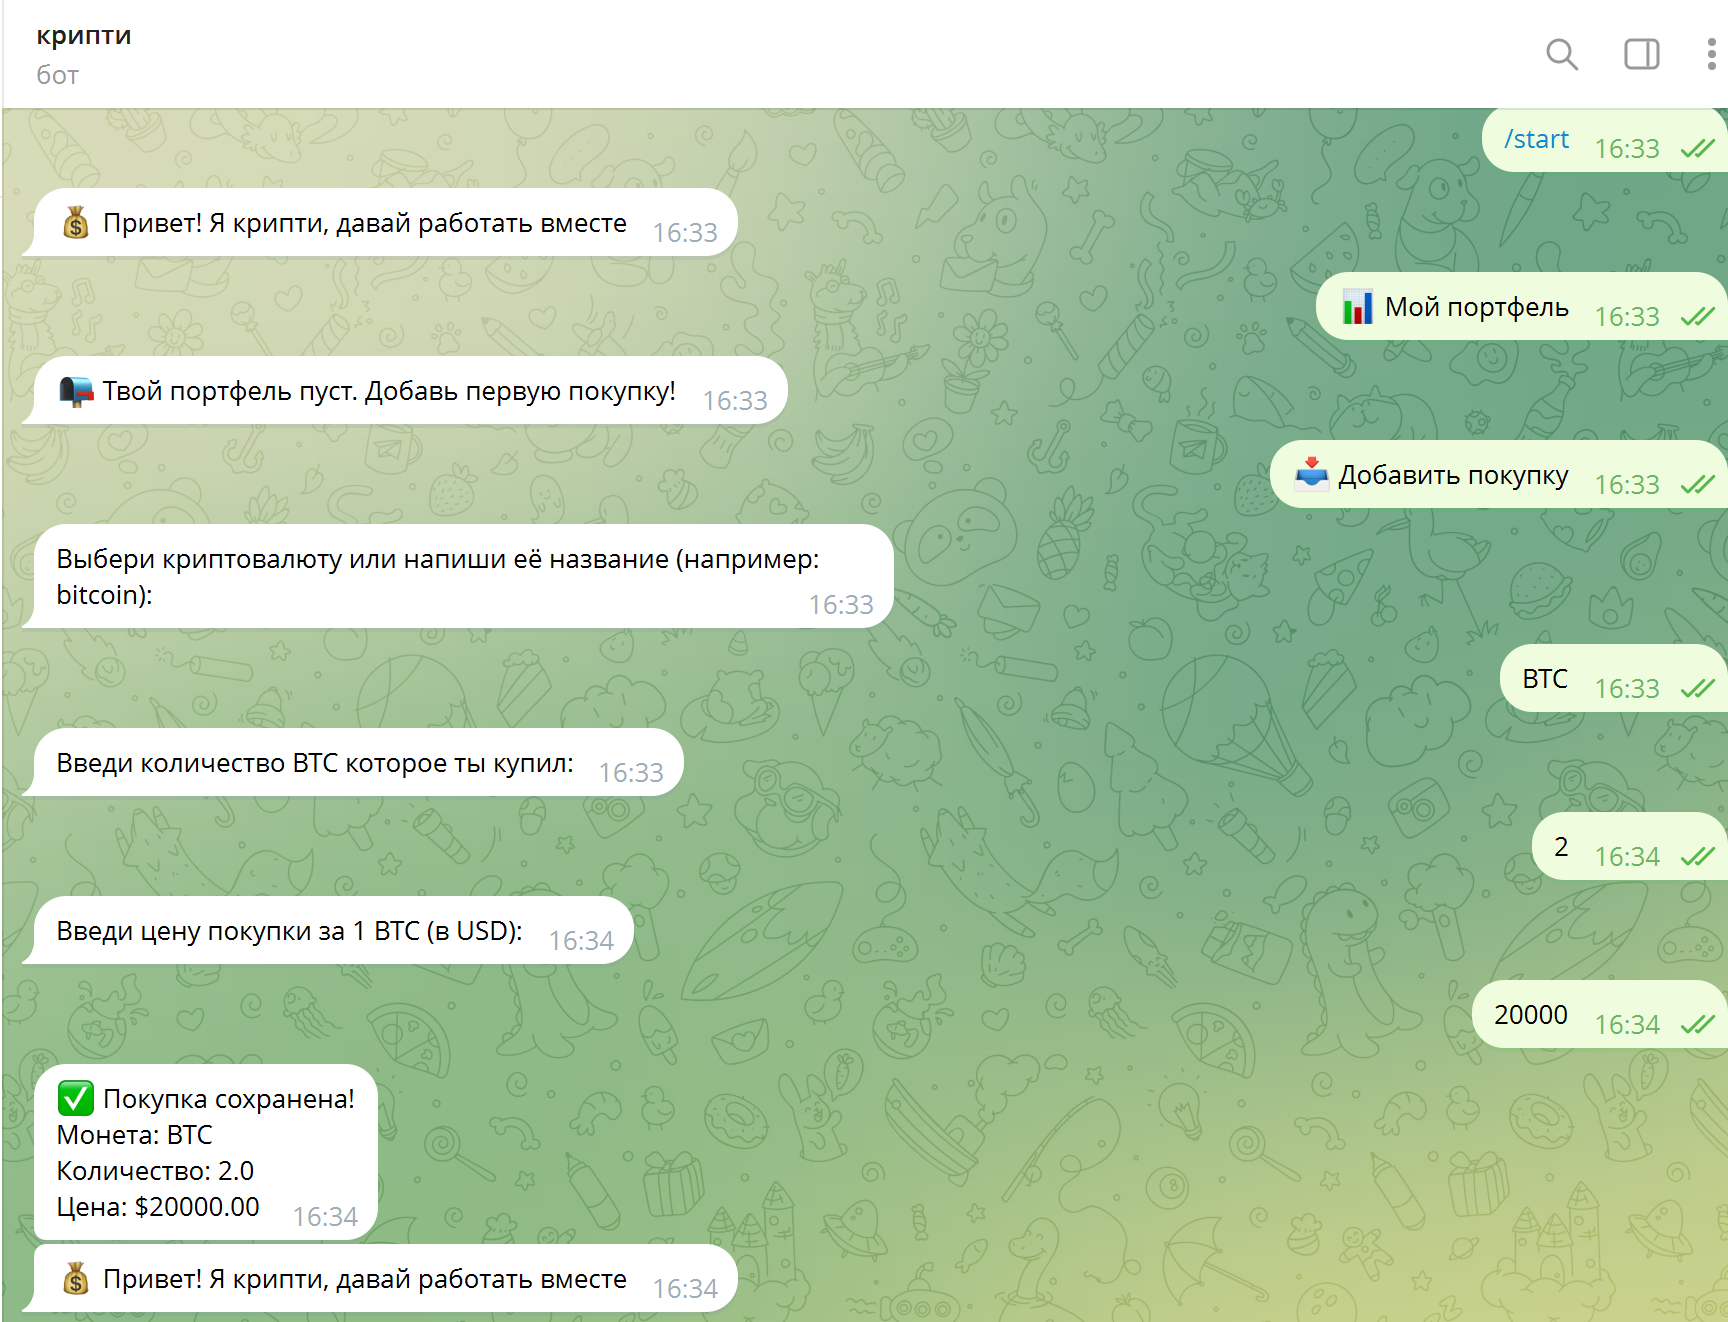 крипти
бот
/start 16:33
💰 Привет! Я крипти, давай работать вместе 16:33
📊 Мой портфель 16:33
📭 Твой портфель пуст. Добавь первую покупку! 16:33
📥 Добавить покупку 16:33
Выбери криптовалюту или напиши её название (например:
bitcoin): 16:33
BTC 16:33
Введи количество BTC которое ты купил: 16:33
2 16:34
Введи цену покупки за 1 BTC (в USD): 16:34
20000 16:34
✅ Покупка сохранена!
Монета: BTC
Количество: 2.0
Цена: $20000.00 16:34
💰 Привет! Я крипти, давай работать вместе 16:34